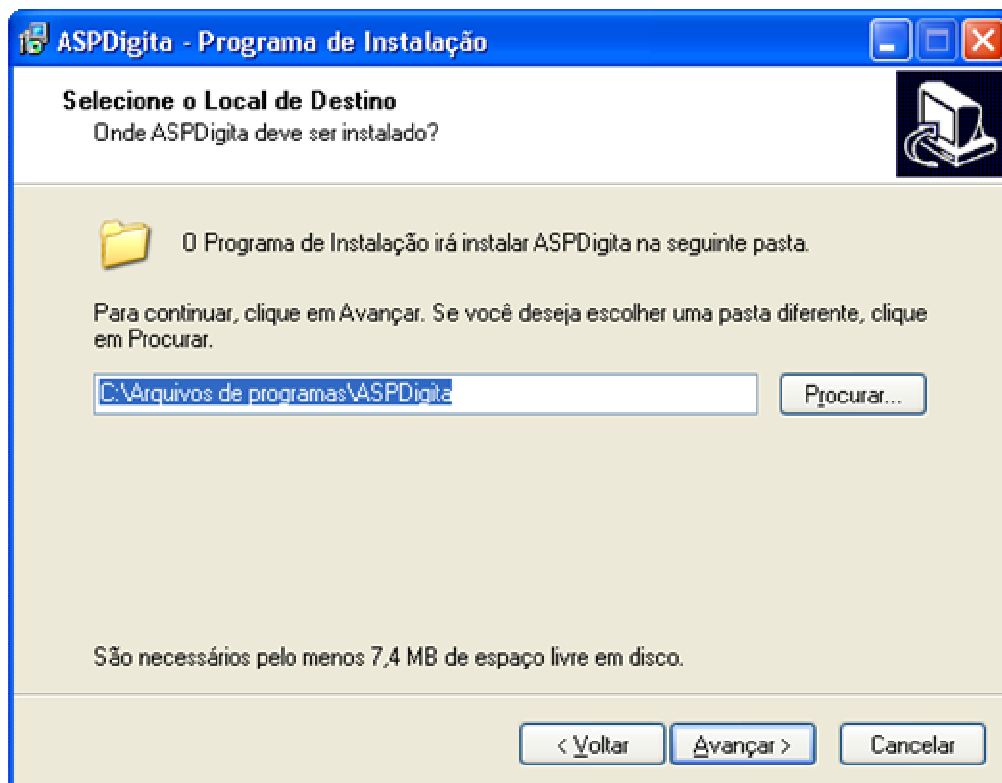 ASPDigita - Programa de Instalação
Selecione o Local de Destino
Onde ASPDigita deve ser instalado?
O Programa de Instalação irá instalar ASPDigita na seguinte pasta.
Para continuar, clique em Avançar. Se você deseja escolher uma pasta diferente, clique
em Procurar.
C:\Arquivos de programas\ASPDigita
Procurar...
São necessários pelo menos 7,4 MB de espaço livre em disco.
< Voltar
Avançar >
Cancelar